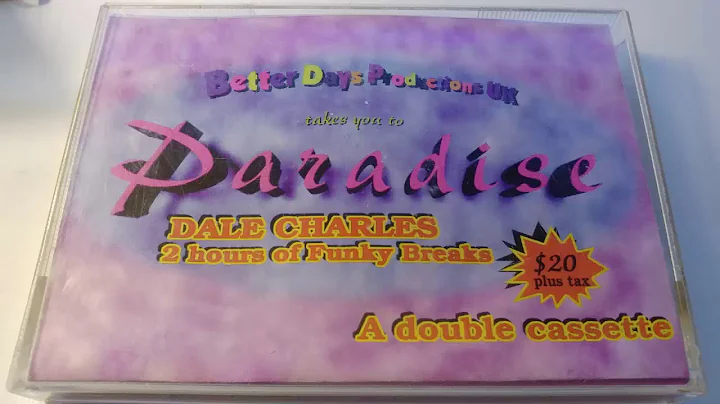 Better Days Productions UK
takes you to
Paradise
DALE CHARLES
2 hours of Funky Breaks
$20
plus tax
A double cassette